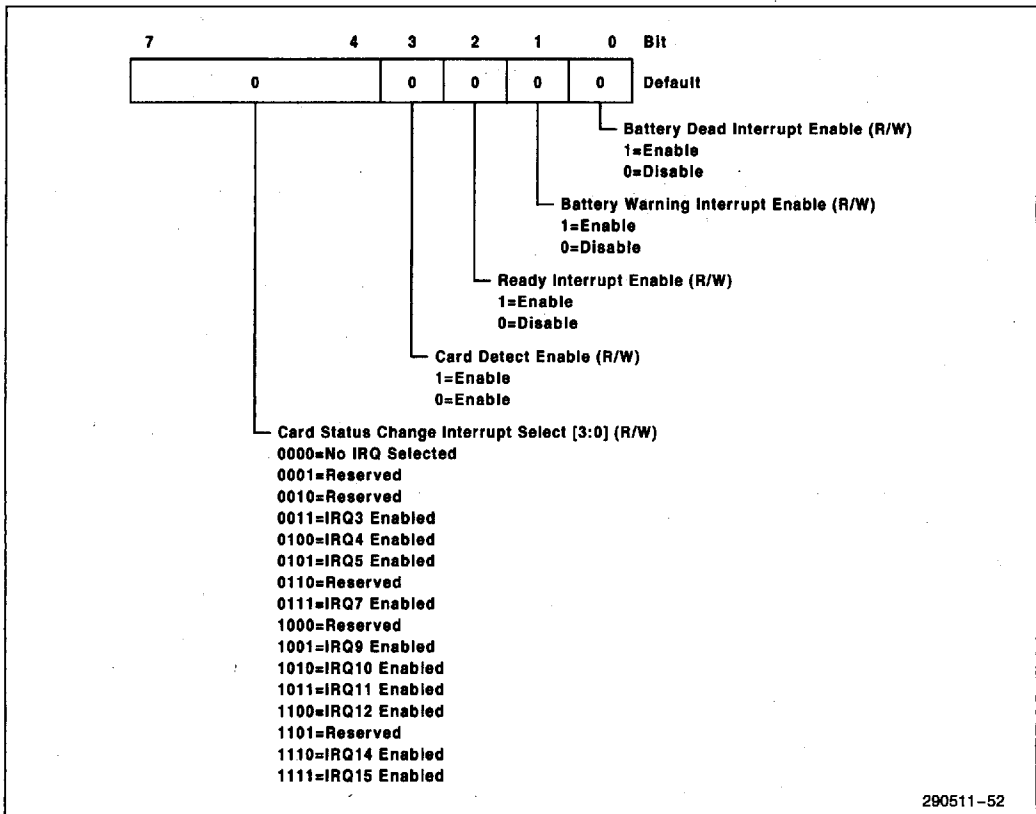 7 4 3 2 1 0 Bit
0 0 0 0 0 Default
Battery Dead Interrupt Enable (R/W)
1=Enable
0=Disable
Battery Warning Interrupt Enable (R/W)
1=Enable
0=Disable
Ready Interrupt Enable (R/W)
1=Enable
0=Disable
Card Detect Enable (R/W)
1=Enable
0=Enable
Card Status Change Interrupt Select [3:0] (R/W)
0000=No IRQ Selected
0001=Reserved
0010=Reserved
0011=IRQ3 Enabled
0100=IRQ4 Enabled
0101=IRQ5 Enabled
0110=Reserved
0111=IRQ7 Enabled
1000=Reserved
1001=IRQ9 Enabled
1010=IRQ10 Enabled
1011=IRQ11 Enabled
1100=IRQ12 Enabled
1101=Reserved
1110=IRQ14 Enabled
1111=IRQ15 Enabled
290511–52